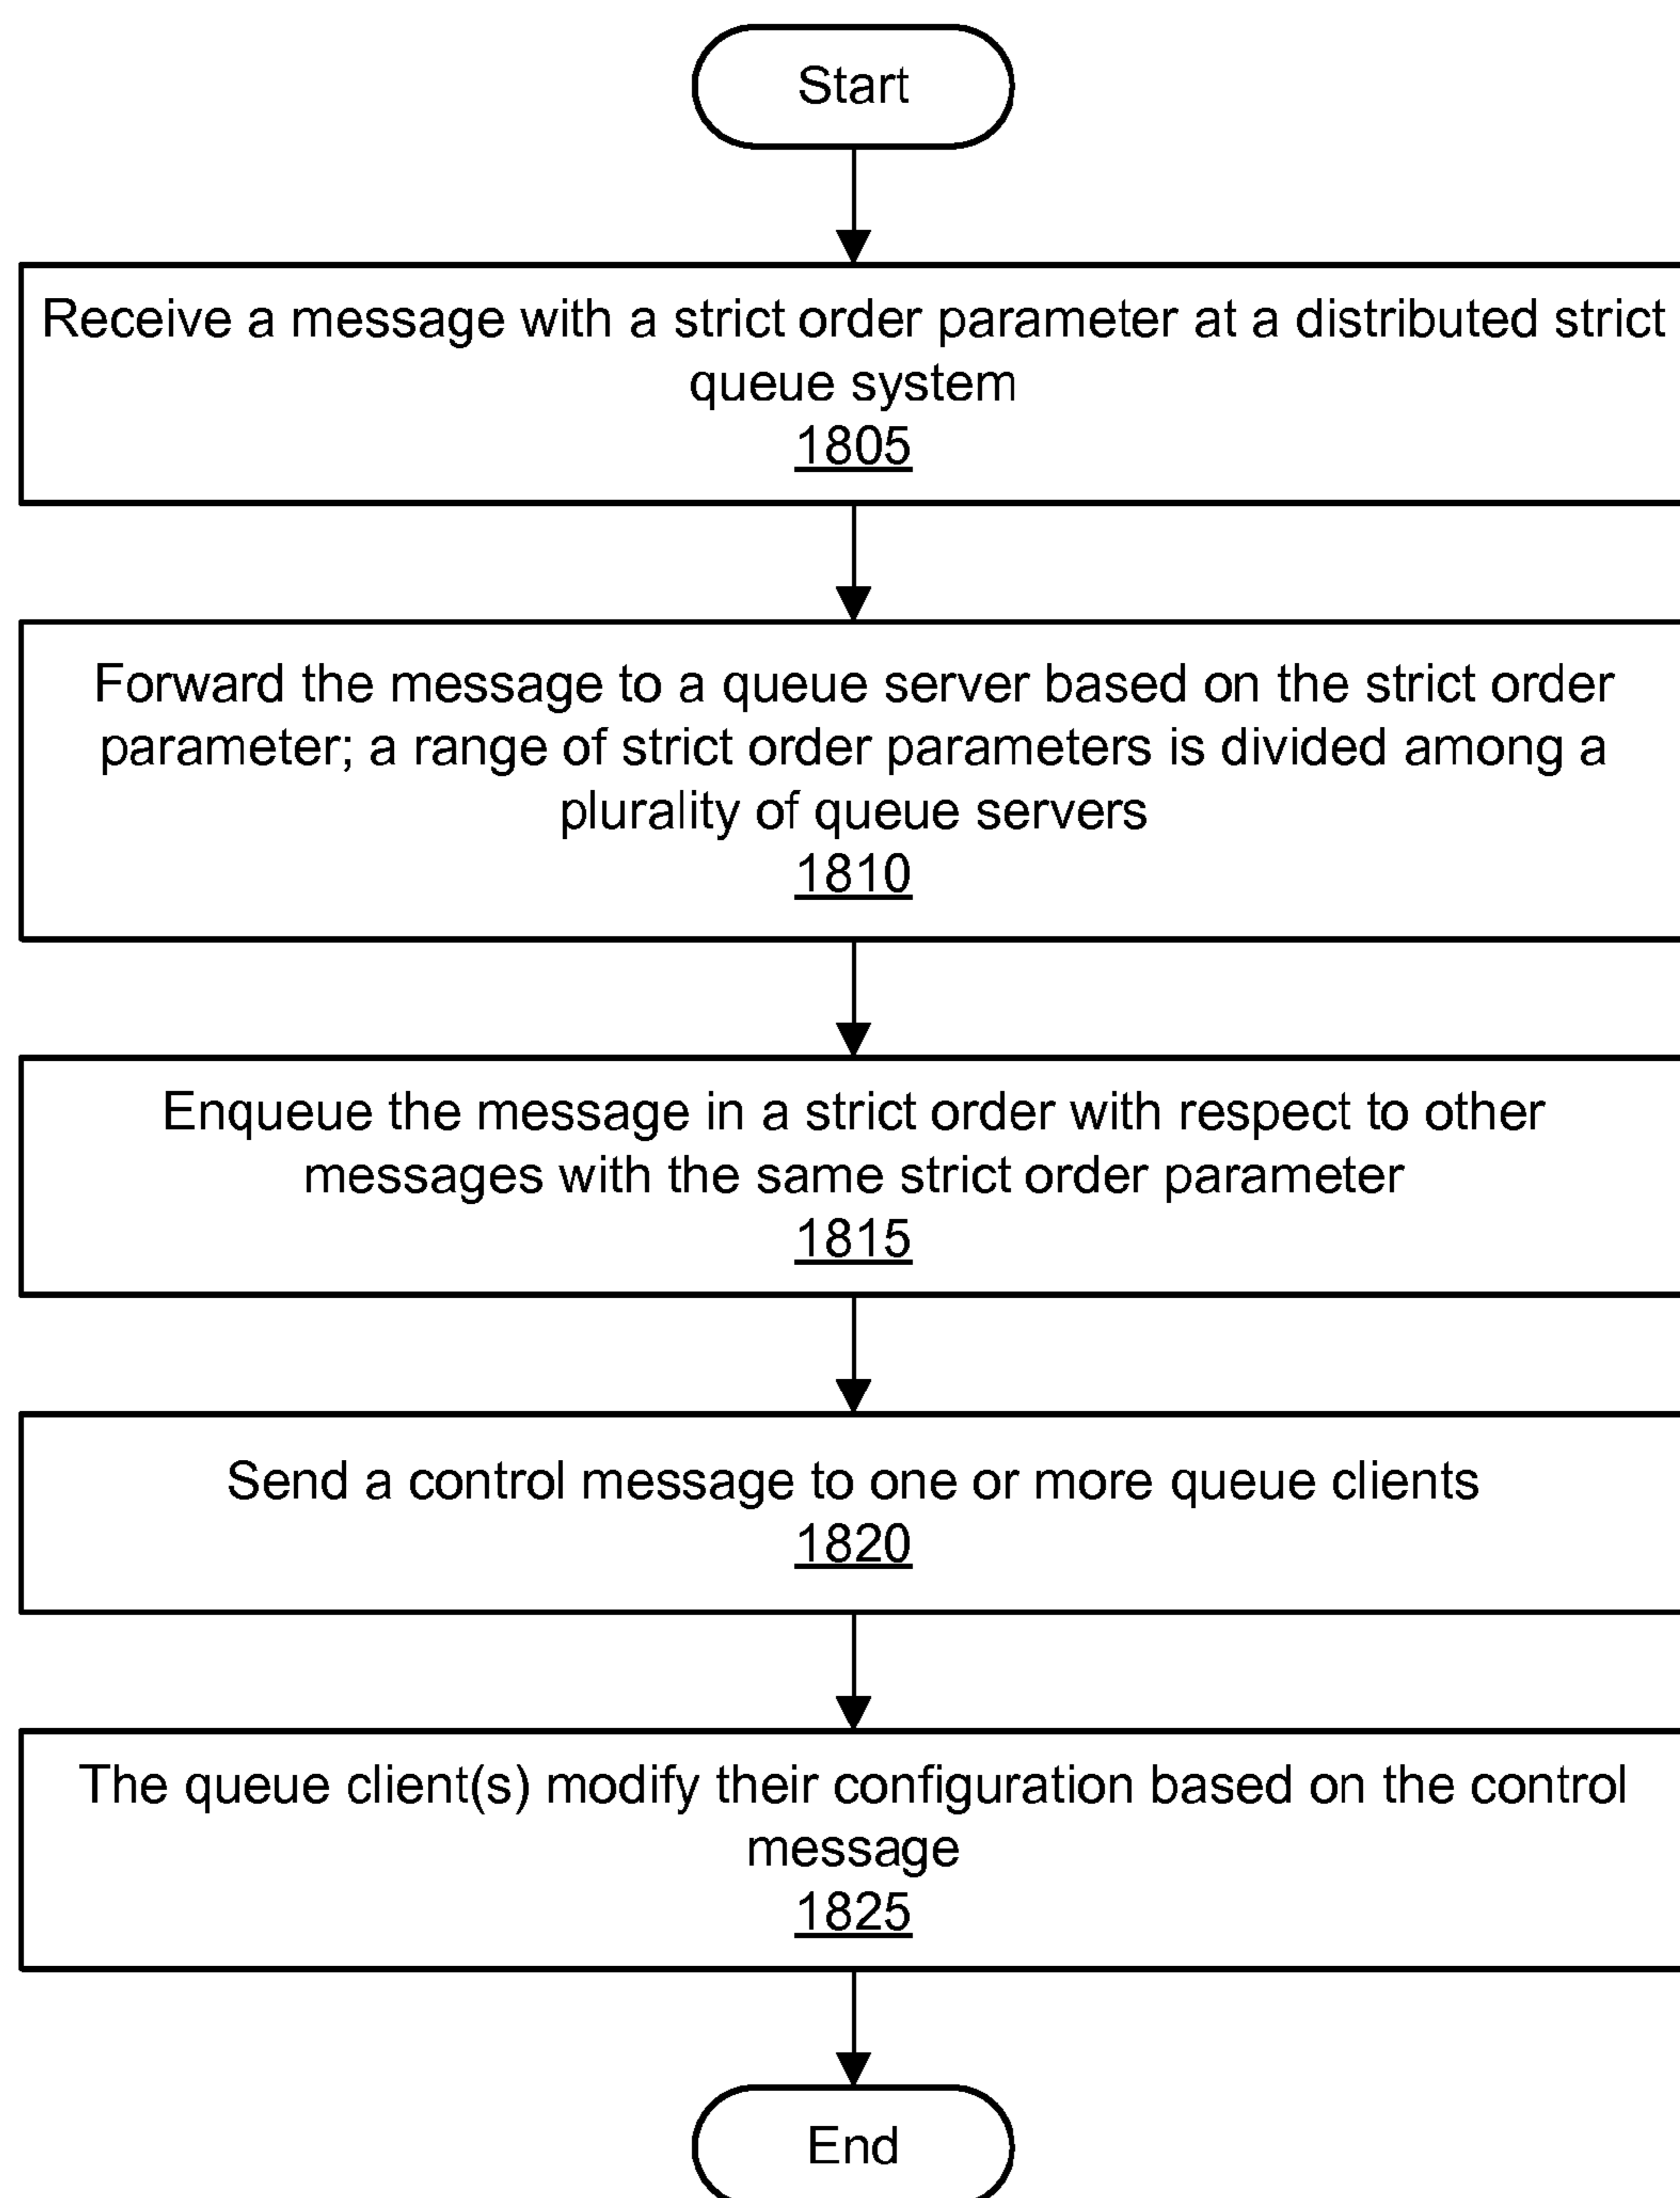 Start
Receive a message with a strict order parameter at a distributed strict
queue system
1805
Forward the message to a queue server based on the strict order
parameter; a range of strict order parameters is divided among a
plurality of queue servers
1810
Enqueue the message in a strict order with respect to other
messages with the same strict order parameter
1815
Send a control message to one or more queue clients
1820
The queue client(s) modify their configuration based on the control
message
1825
End